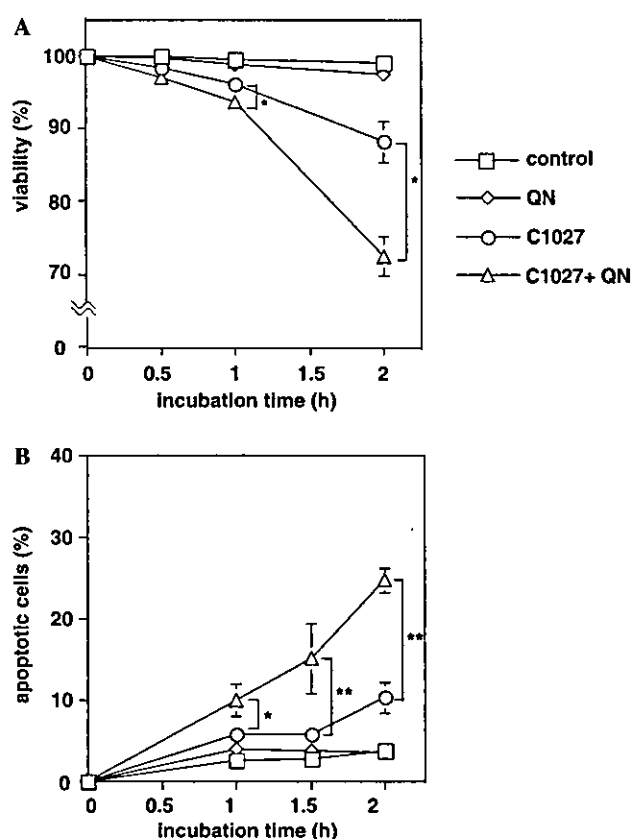 A
100
90
80
70
0
viability (%)
0 0.5 1 1.5 2
incubation time (h)
*
*
control
QN
C1027
C1027+ QN
B
40
30
20
10
0
apoptotic cells (%)
0 0.5 1 1.5 2
incubation time (h)
*
**
**